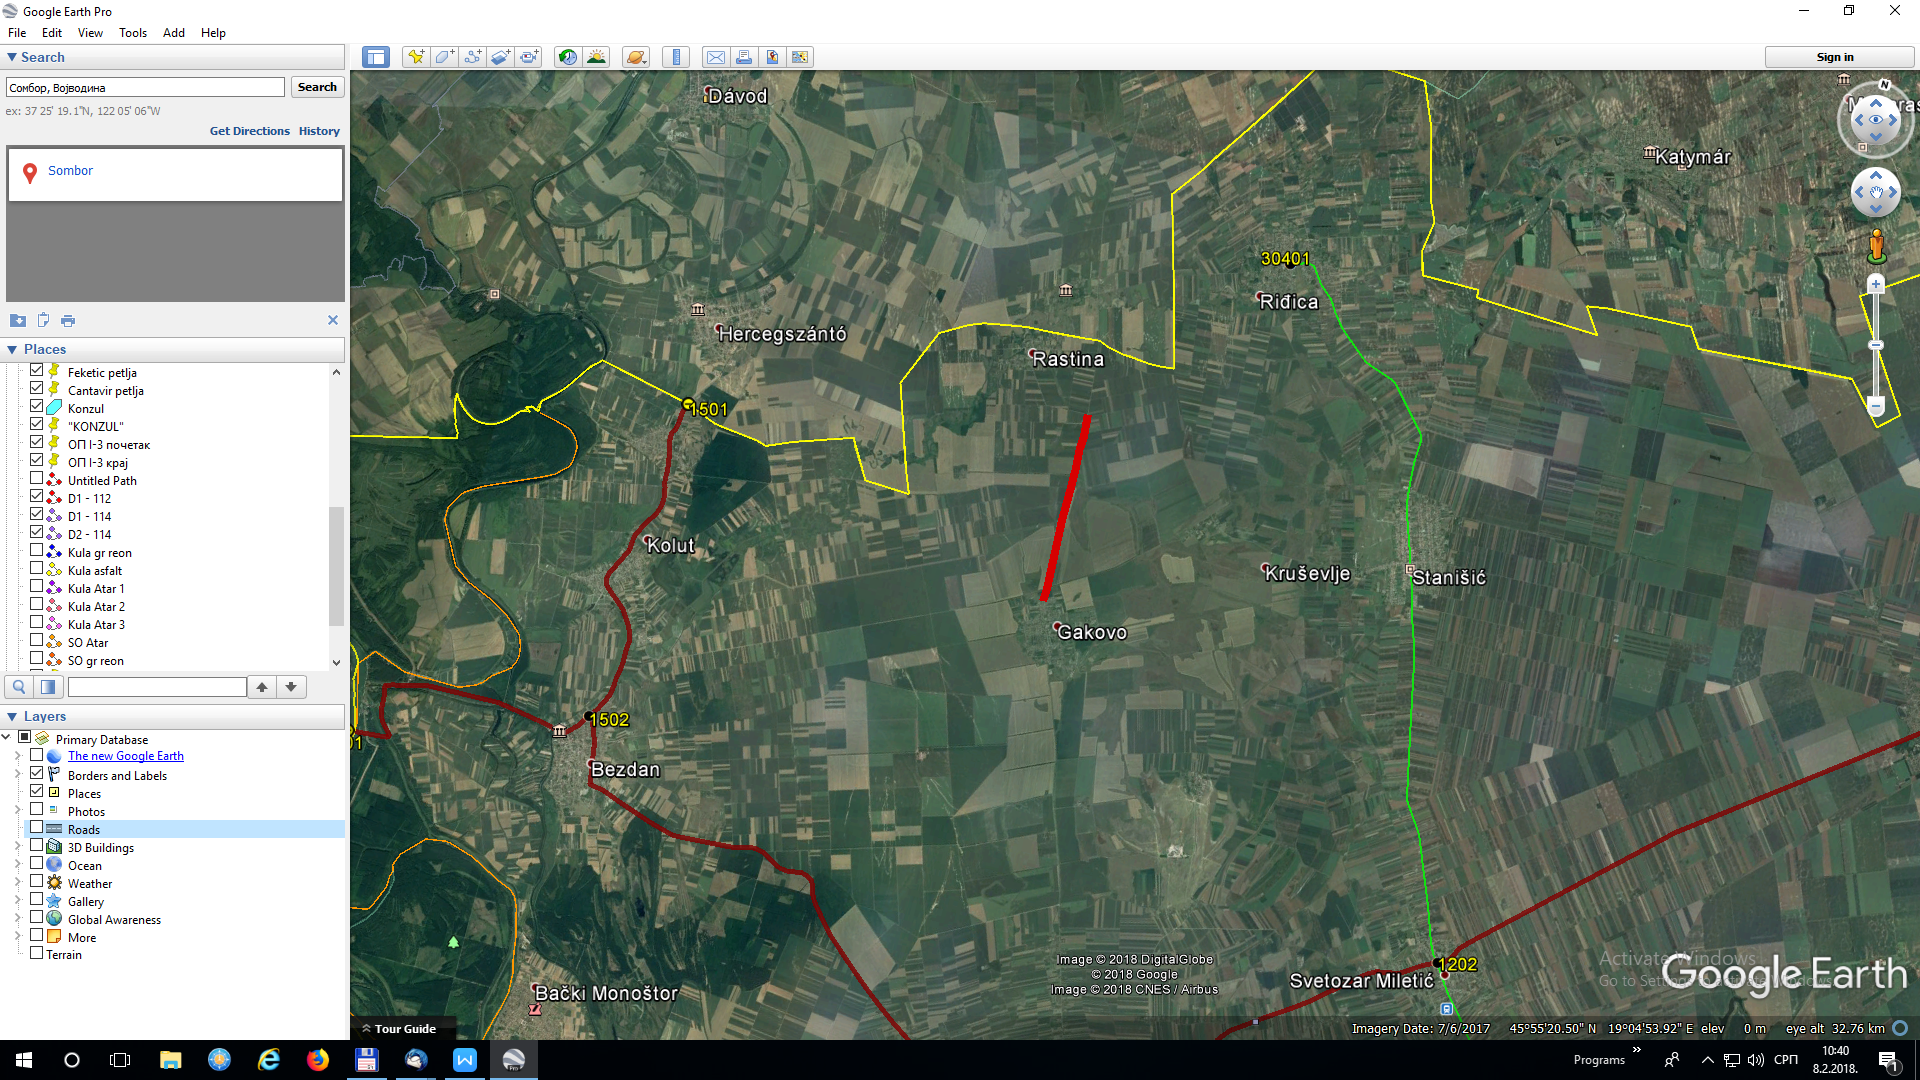 Google Earth Pro
File Edit View Tools Add Help
Search
Сомбор, Војводина
Search
ex: 37 25' 19.1"N, 122 05' 06"W
Get Directions History
Sombor
Places
Feketic petlja
Cantavir petlja
Konzul
"KONZUL"
ОП I-3 почетак
ОП I-3 крај
Untitled Path
D1 - 112
D1 - 114
D2 - 114
Kula gr reon
Kula asfalt
Kula Atar 1
Kula Atar 2
Kula Atar 3
SO Atar
SO gr reon
Layers
Primary Database
The new Google Earth
Borders and Labels
Places
Photos
Roads
3D Buildings
Ocean
Weather
Gallery
Global Awareness
More
Terrain
Sign in
N
Dávod
Katymár
30401
Riđica
Hercegszántó
Rastina
1501
Kolut
Kruševlje
Stanišić
Gakovo
1502
Bezdan
Bački Monoštor
1202
Svetozar Miletić
Image © 2018 DigitalGlobe
© 2018 Google
Image © 2018 CNES / Airbus
Activate Windows
Google Earth
Tour Guide
Imagery Date: 7/6/2017 45°55'20.50" N 19°04'53.92" E elev 0 m eye alt 32.76 km
Programs
СРП
10:40
8.2.2018.
1